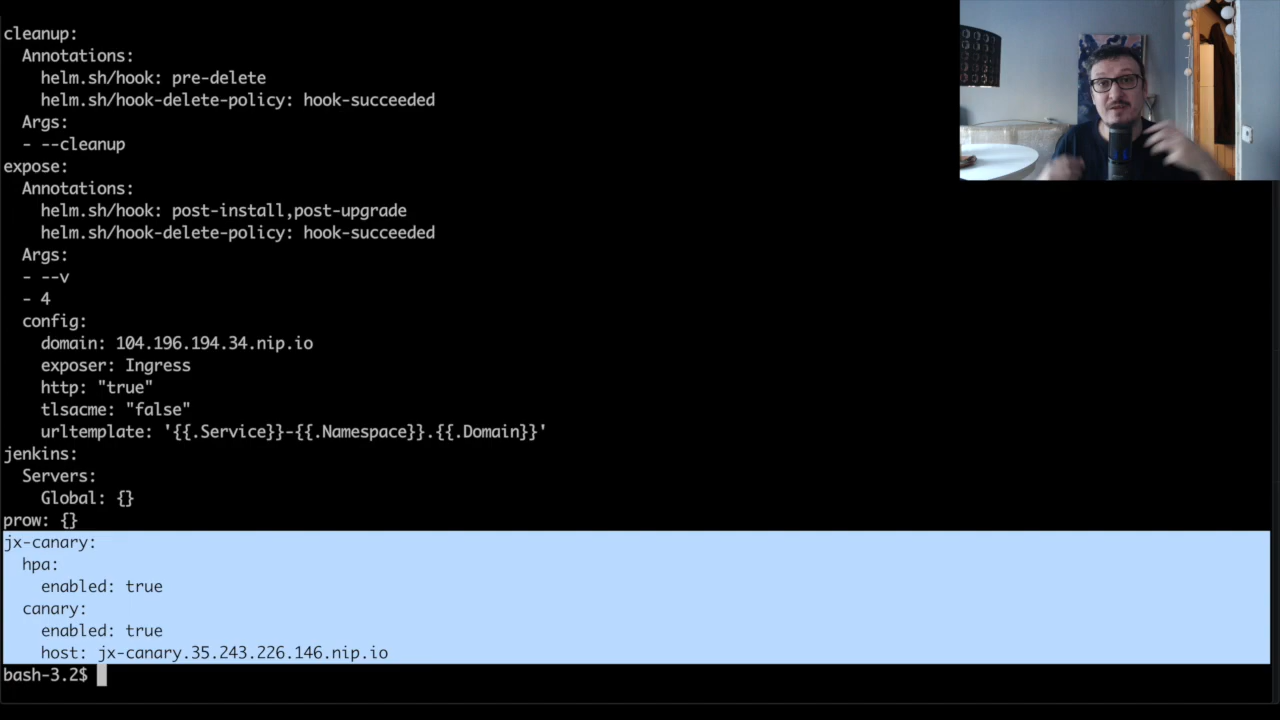 cleanup:
  Annotations:
    helm.sh/hook: pre-delete
    helm.sh/hook-delete-policy: hook-succeeded
  Args:
  - --cleanup
expose:
  Annotations:
    helm.sh/hook: post-install,post-upgrade
    helm.sh/hook-delete-policy: hook-succeeded
  Args:
  - --v
  - 4
  config:
    domain: 104.196.194.34.nip.io
    exposer: Ingress
    http: "true"
    tlsacme: "false"
    urltemplate: '{{.Service}}-{{.Namespace}}.{{.Domain}}'
jenkins:
  Servers:
    Global: {}
prow: {}
jx-canary:
  hpa:
    enabled: true
  canary:
    enabled: true
    host: jx-canary.35.243.226.146.nip.io
bash-3.2$